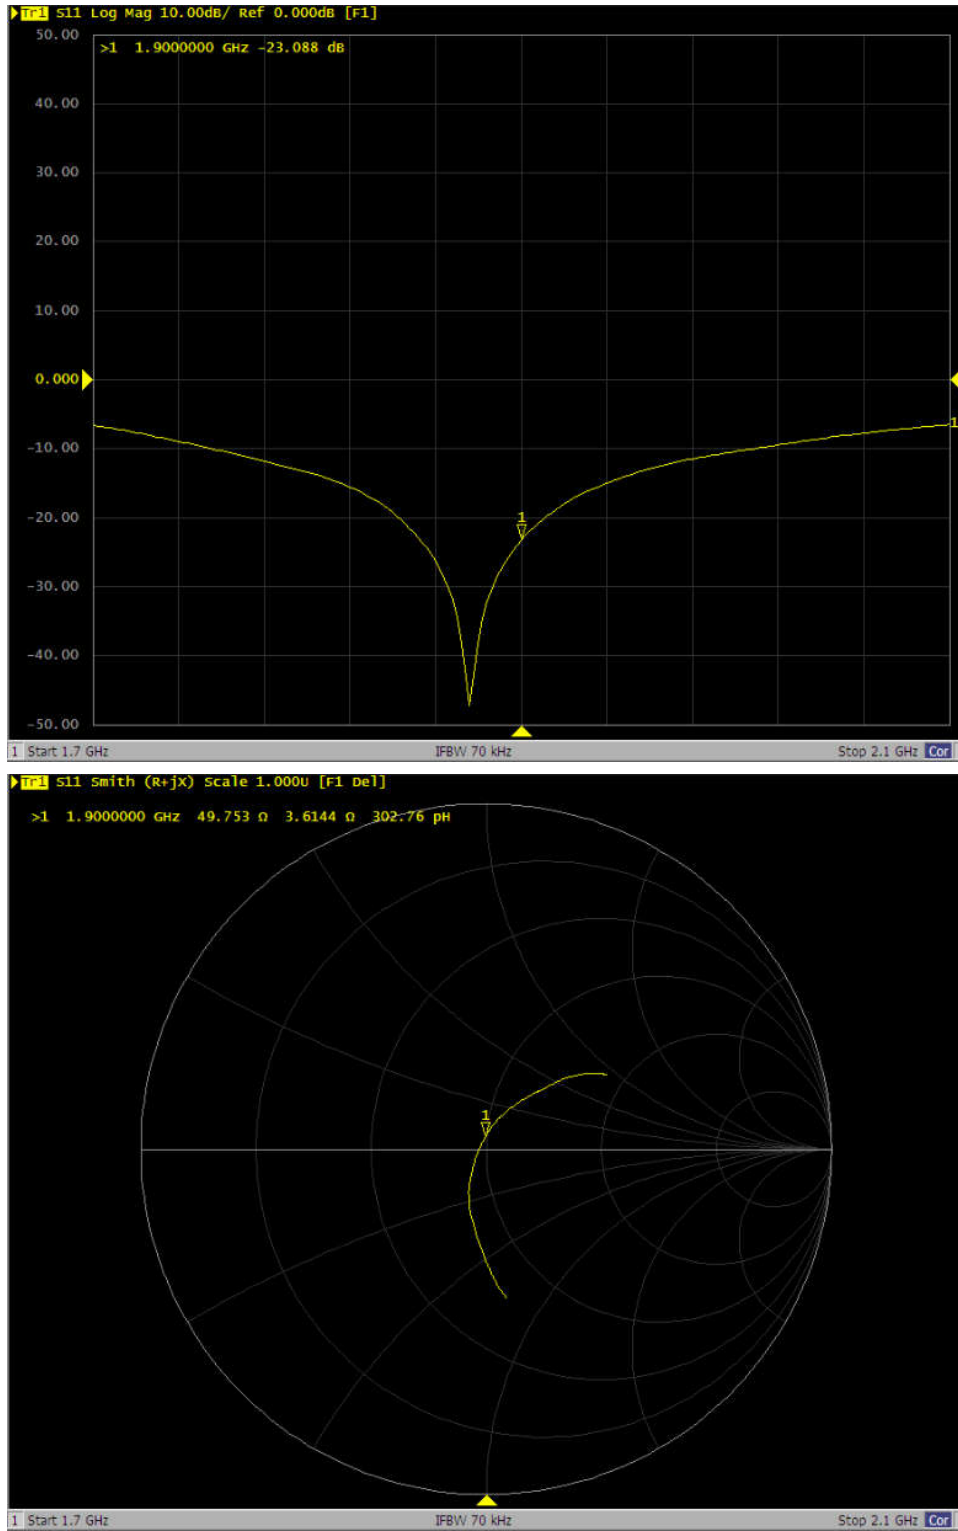 Tr1 S11 Log Mag 10.00dB/ Ref 0.000dB [F1]
50.00
>1 1.9000000 GHz -23.088 dB
40.00
30.00
20.00
10.00
0.000
1
-10.00
-20.00
1
-30.00
-40.00
-50.00
1 Start 1.7 GHz IFBW 70 kHz Stop 2.1 GHz Cor
Tr1 S11 Smith (R+jX) Scale 1.000U [F1 Del]
>1 1.9000000 GHz 49.753 Ω 3.6144 Ω 302.76 pH
1
1 Start 1.7 GHz IFBW 70 kHz Stop 2.1 GHz Cor